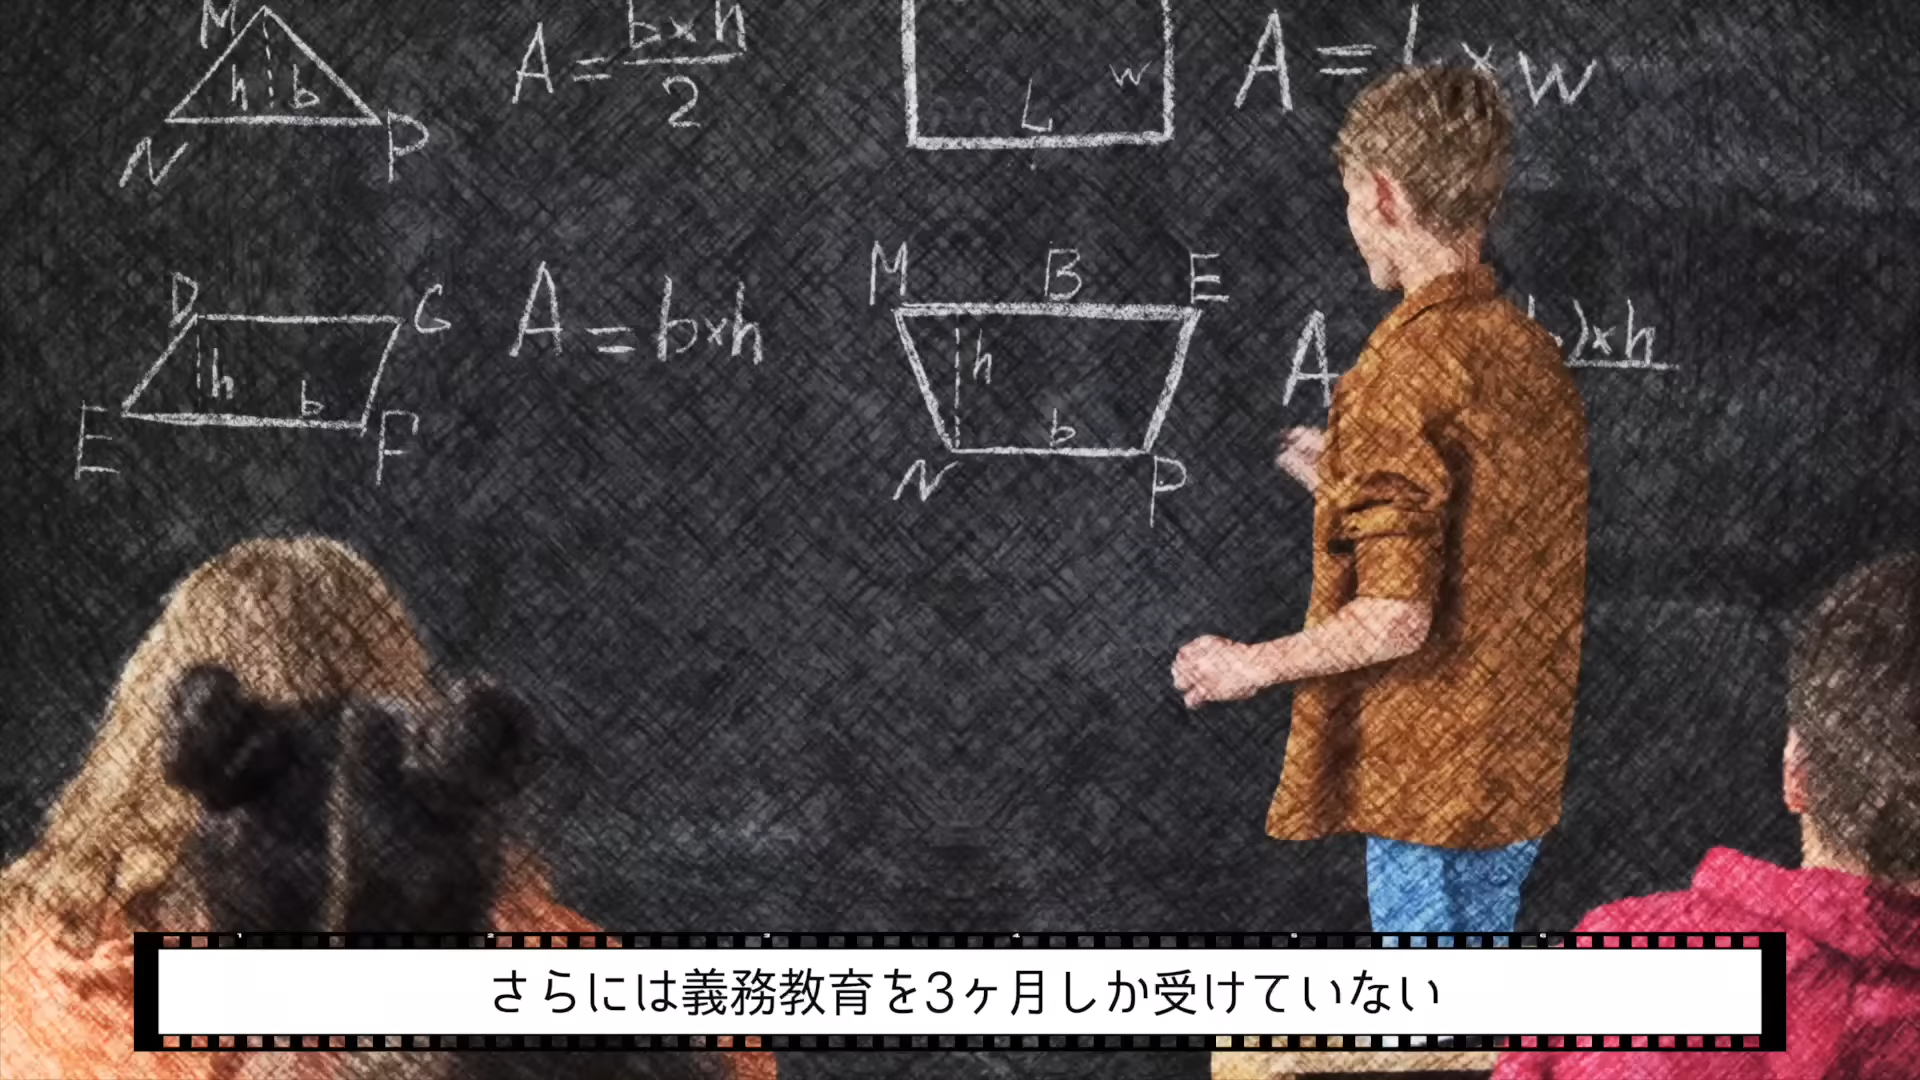 M
A = b×h
2
h b
N P
L w
A = L × w
D G
h b
E F
A = b×h
M B E
h
b
N P
A
)×h
さらには義務教育を3ヶ月しか受けていない